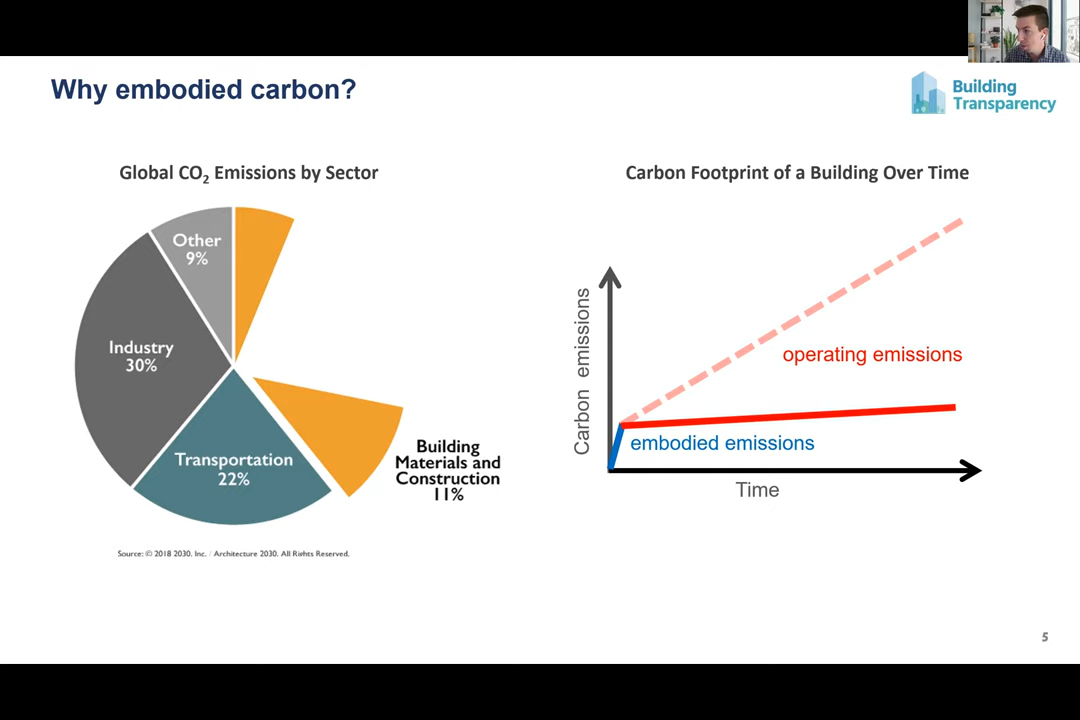 Why embodied carbon?
Building
Transparency
Global CO₂ Emissions by Sector
Other
9%
Industry
30%
Transportation
22%
Building
Materials and
Construction
11%
Source: © 2018 2030. Inc. / Architecture 2030. All Rights Reserved.
Carbon Footprint of a Building Over Time
Carbon emissions
operating emissions
embodied emissions
Time
5